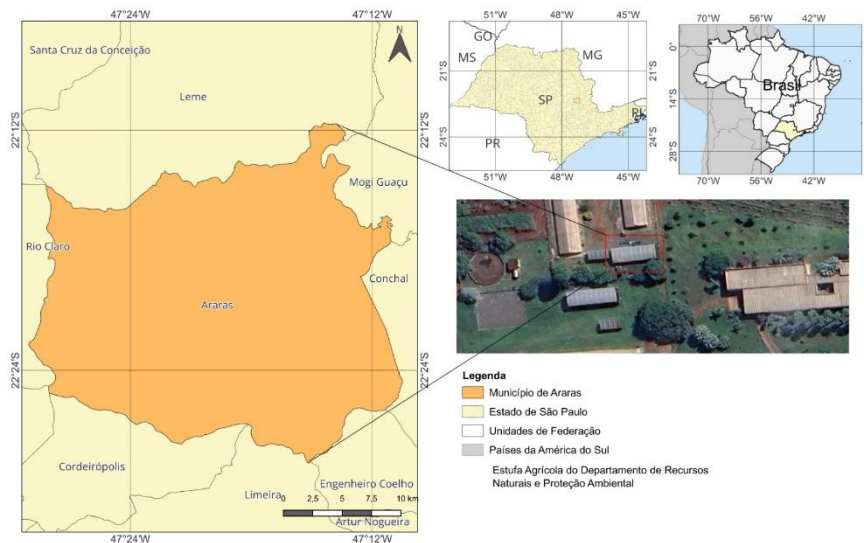 47°24'W
47°12'W
N
Santa Cruz da Conceição
Leme
22°12'S
22°12'S
Mogi Guaçu
Rio Claro
Conchal
Araras
22°24'S
22°24'S
Cordeirópolis
Engenheiro Coelho
Limeira
0
2,5
5
7,5
10 km
Artur Nogueira
47°24'W
47°12'W
51°W
48°W
45°W
GO
MS
MG
21°S
21°S
SP
RJ
24°S
24°S
PR
51°W
48°W
45°W
70°W
56°W
42°W
0°
0°
Brasil
14°S
14°S
28°S
28°S
70°W
56°W
42°W
Legenda
Município de Araras
Estado de São Paulo
Unidades de Federação
Países da América do Sul
Estufa Agrícola do Departamento de Recursos
Naturais e Proteção Ambiental